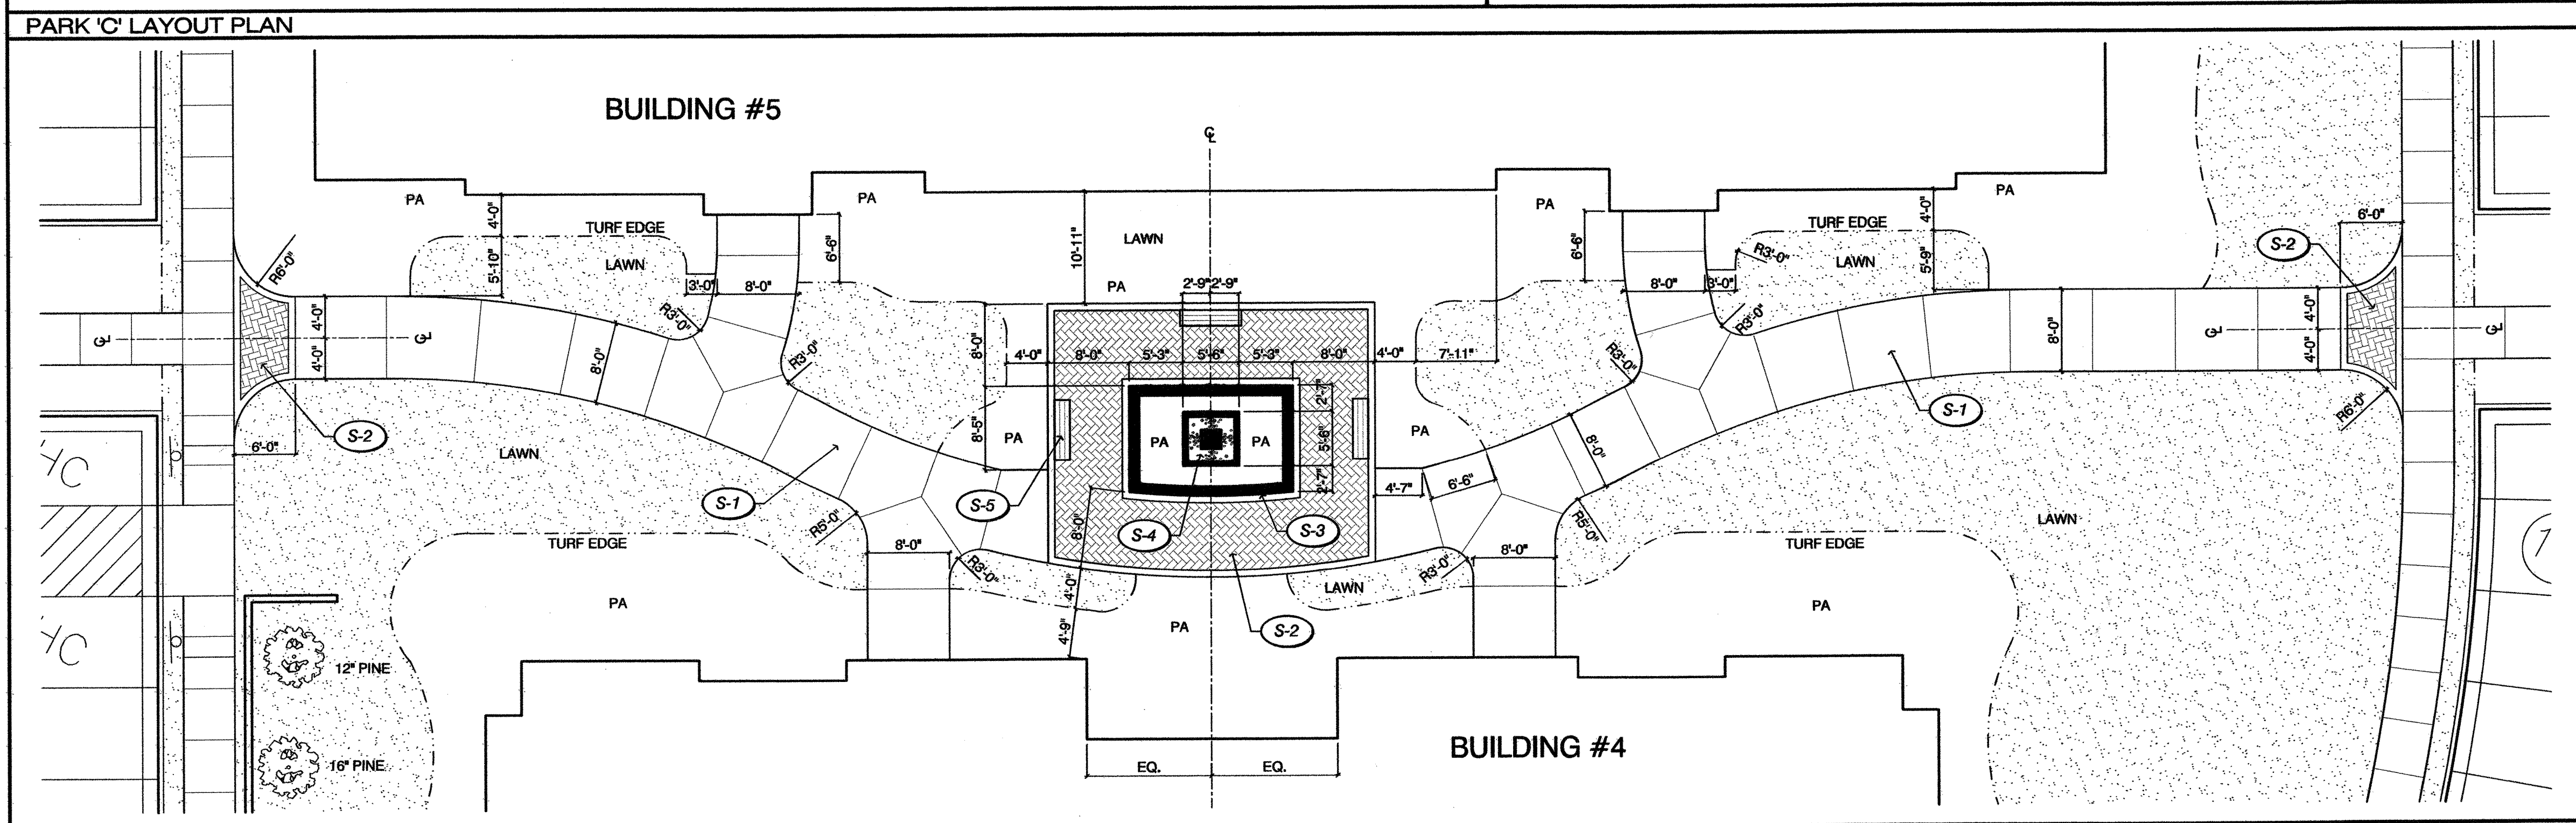 PARK 'C' LAYOUT PLAN
BUILDING #5
℄
PA
4'-0"
TURF EDGE
PA
6'-6"
10'-11"
LAWN
PA
6'-6"
PA
TURF EDGE
4'-0"
6'-0"
S-2
R6'-0"
5'-10"
LAWN
3'-0"
8'-0"
PA
2'-9"
2'-9"
8'-0"
3'-0"
R3'-0"
LAWN
5'-9"
℄
4'-0"
4'-0"
℄
8'-0"
R3'-0"
R3'-0"
8'-0"
4'-0"
8'-0"
5'-3"
5'-6"
5'-3"
8'-0"
4'-0"
7'-11"
R3'-0"
R3'-0"
8'-0"
℄
4'-0"
4'-0"
℄
6'-0"
S-2
LAWN
8'-5"
PA
PA
PA
2'-7"
5'-6"
2'-7"
PA
8'-0"
S-1
R6'-0"
HC
S-1
S-5
S-4
S-3
4'-7"
6'-6"
R5'-0"
8'-0"
8'-0"
R5'-0"
LAWN
TURF EDGE
R3'-0"
4'-0"
R3'-0"
8'-0"
TURF EDGE
LAWN
PA
4'-9"
PA
S-2
PA
HC
12" PINE
16" PINE
BUILDING #4
EQ.
EQ.
1